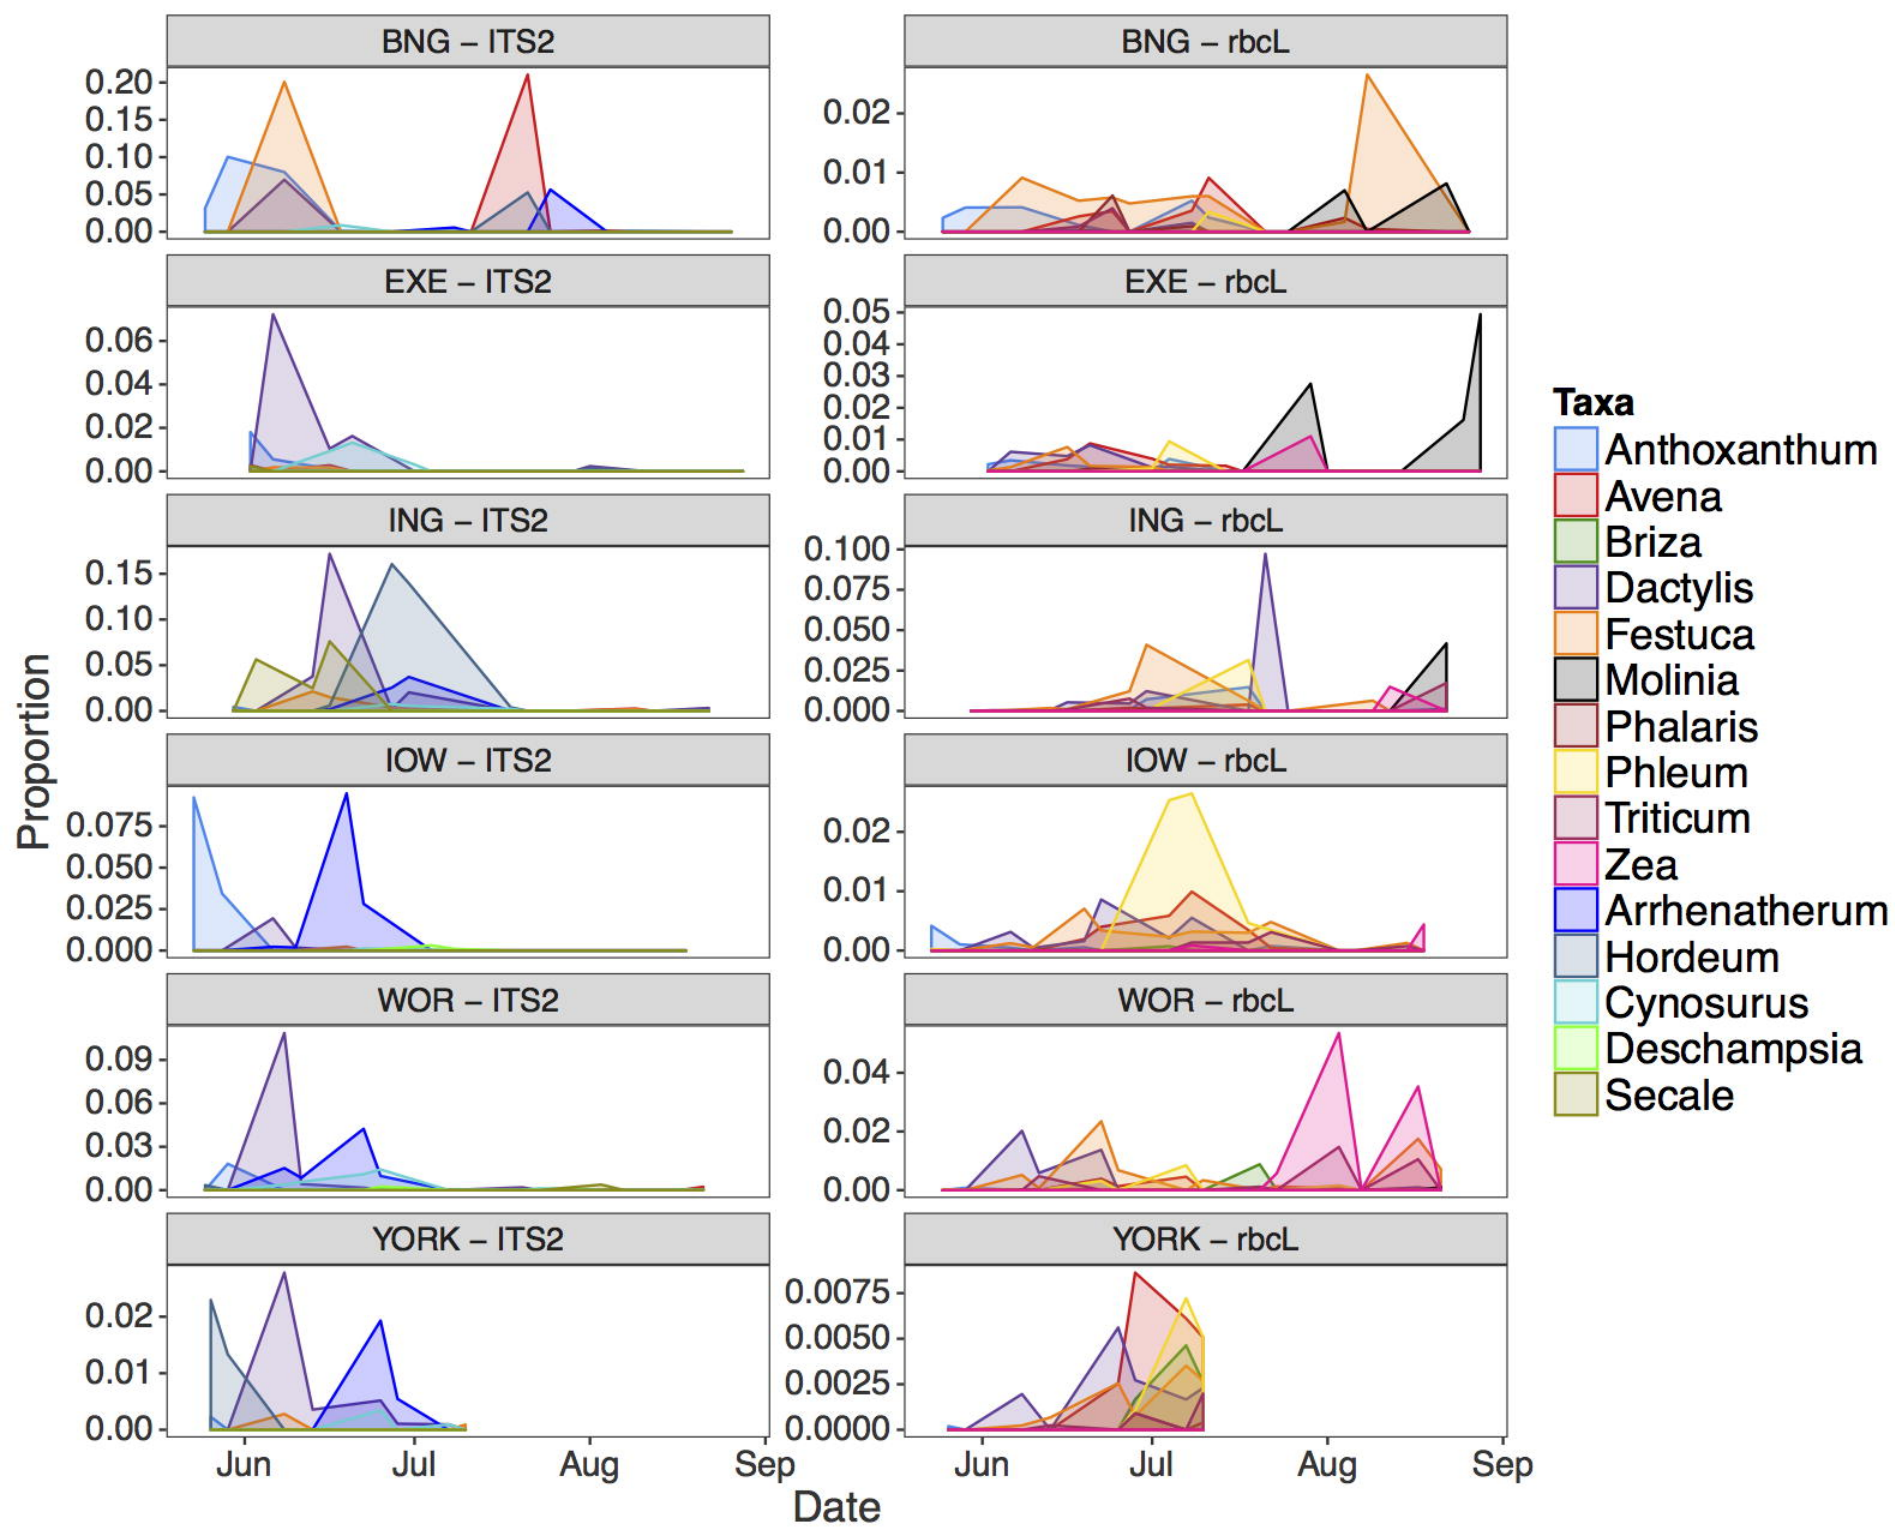 BNG – ITS2
BNG – rbcL
0.20
0.15
0.10
0.05
0.00
0.02
0.01
0.00
EXE – ITS2
EXE – rbcL
0.06
0.04
0.02
0.00
0.05
0.04
0.03
0.02
0.01
0.00
ING – ITS2
ING – rbcL
0.15
0.10
0.05
0.00
0.100
0.075
0.050
0.025
0.000
IOW – ITS2
IOW – rbcL
0.075
0.050
0.025
0.000
0.02
0.01
0.00
WOR – ITS2
WOR – rbcL
0.09
0.06
0.03
0.00
0.04
0.02
0.00
YORK – ITS2
YORK – rbcL
0.02
0.01
0.00
0.0075
0.0050
0.0025
0.0000
Jun Jul Aug Sep
Jun Jul Aug Sep
Date
Proportion
Taxa
Anthoxanthum
Avena
Briza
Dactylis
Festuca
Molinia
Phalaris
Phleum
Triticum
Zea
Arrhenatherum
Hordeum
Cynosurus
Deschampsia
Secale